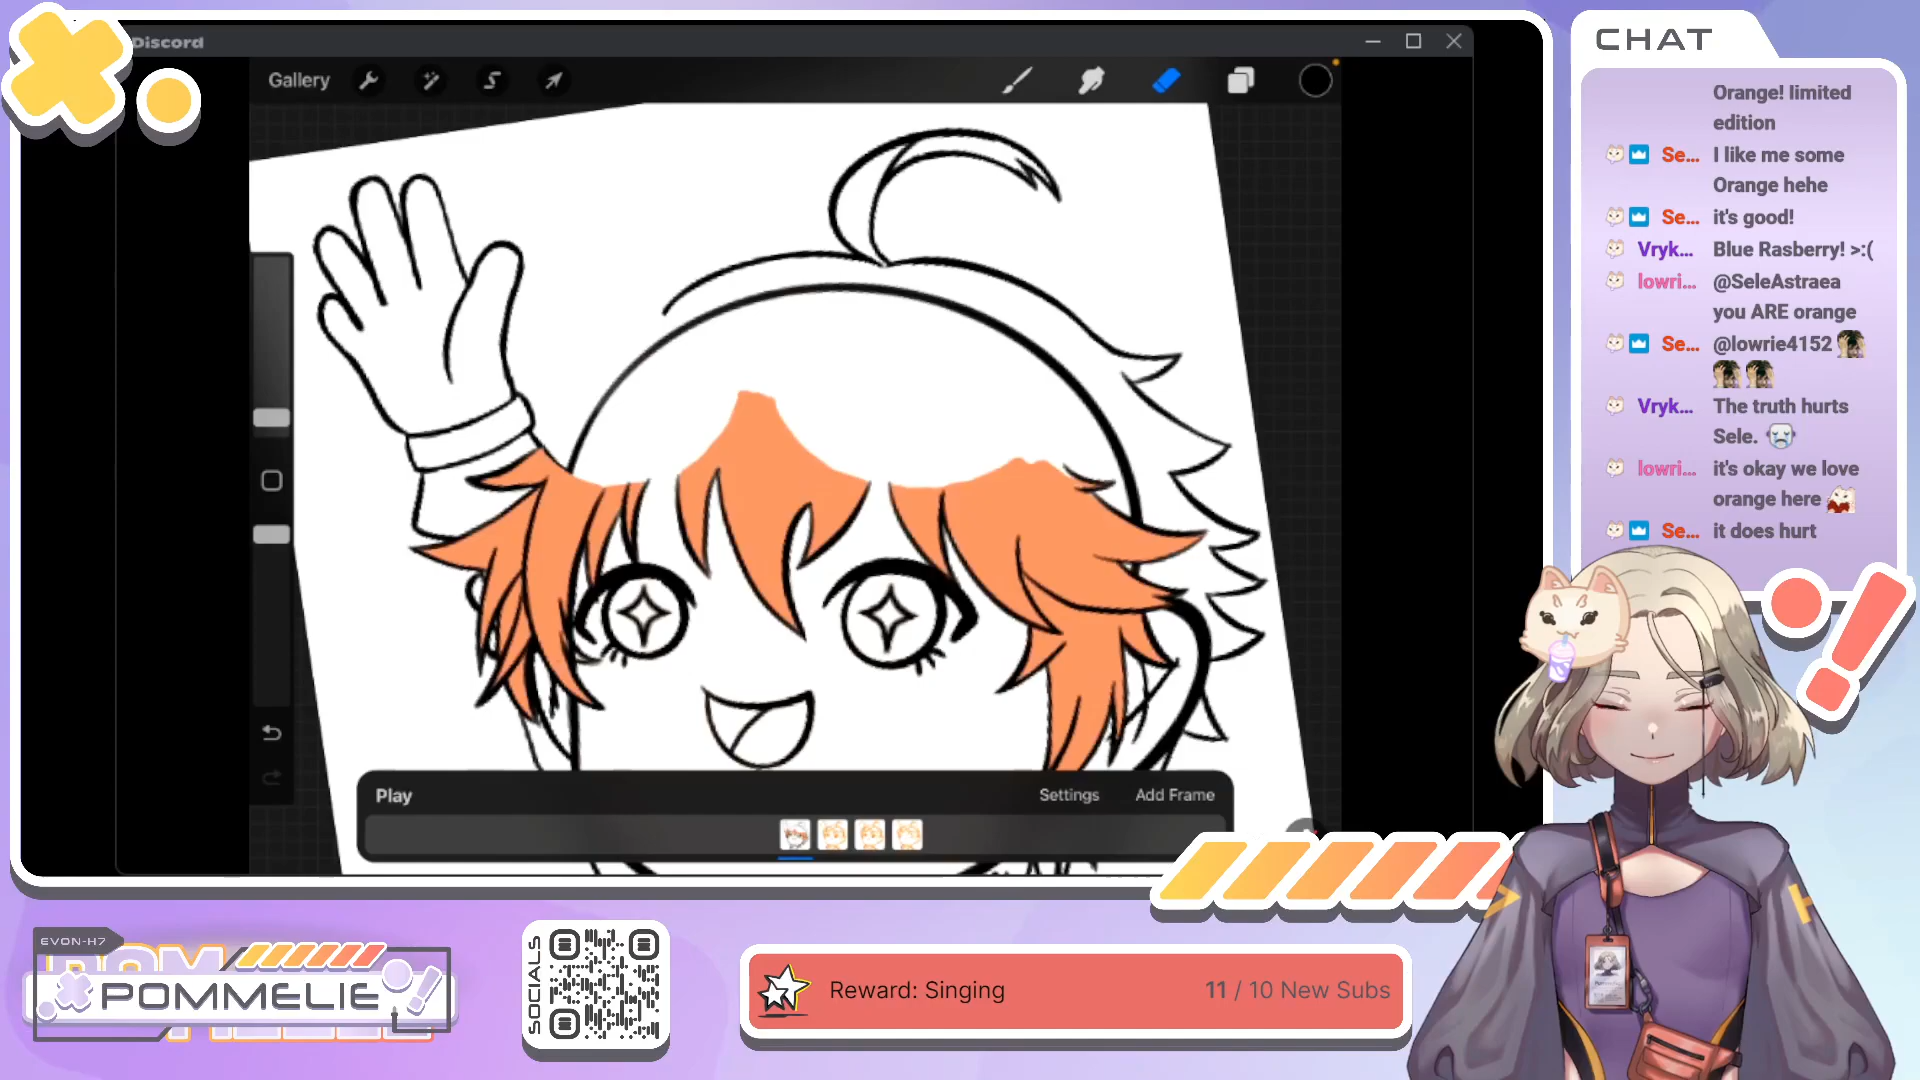 Discord
Gallery
Play
Settings
Add Frame
CHAT
Orange! limited
edition
Se... I like me some
Orange hehe
Se... it's good!
Vryk... Blue Rasberry! >:(
lowri... @SeleAstraea
you ARE orange
Se... @lowrie4152
Vryk... The truth hurts
Sele.
lowri... it's okay we love
orange here
Se... it does hurt
EVON-H7
POMMELIE
SOCIALS
Reward: Singing
11 / 10 New Subs